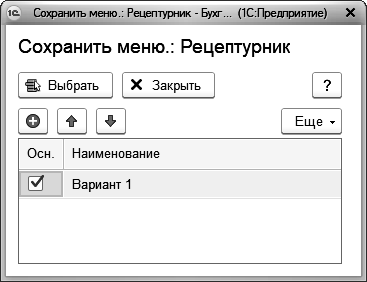 1С Сохранить меню.: Рецептурник - Бухг... (1С:Предприятие)
Сохранить меню.: Рецептурник
Выбрать Закрыть ?
Еще
Осн. Наименование
Вариант 1